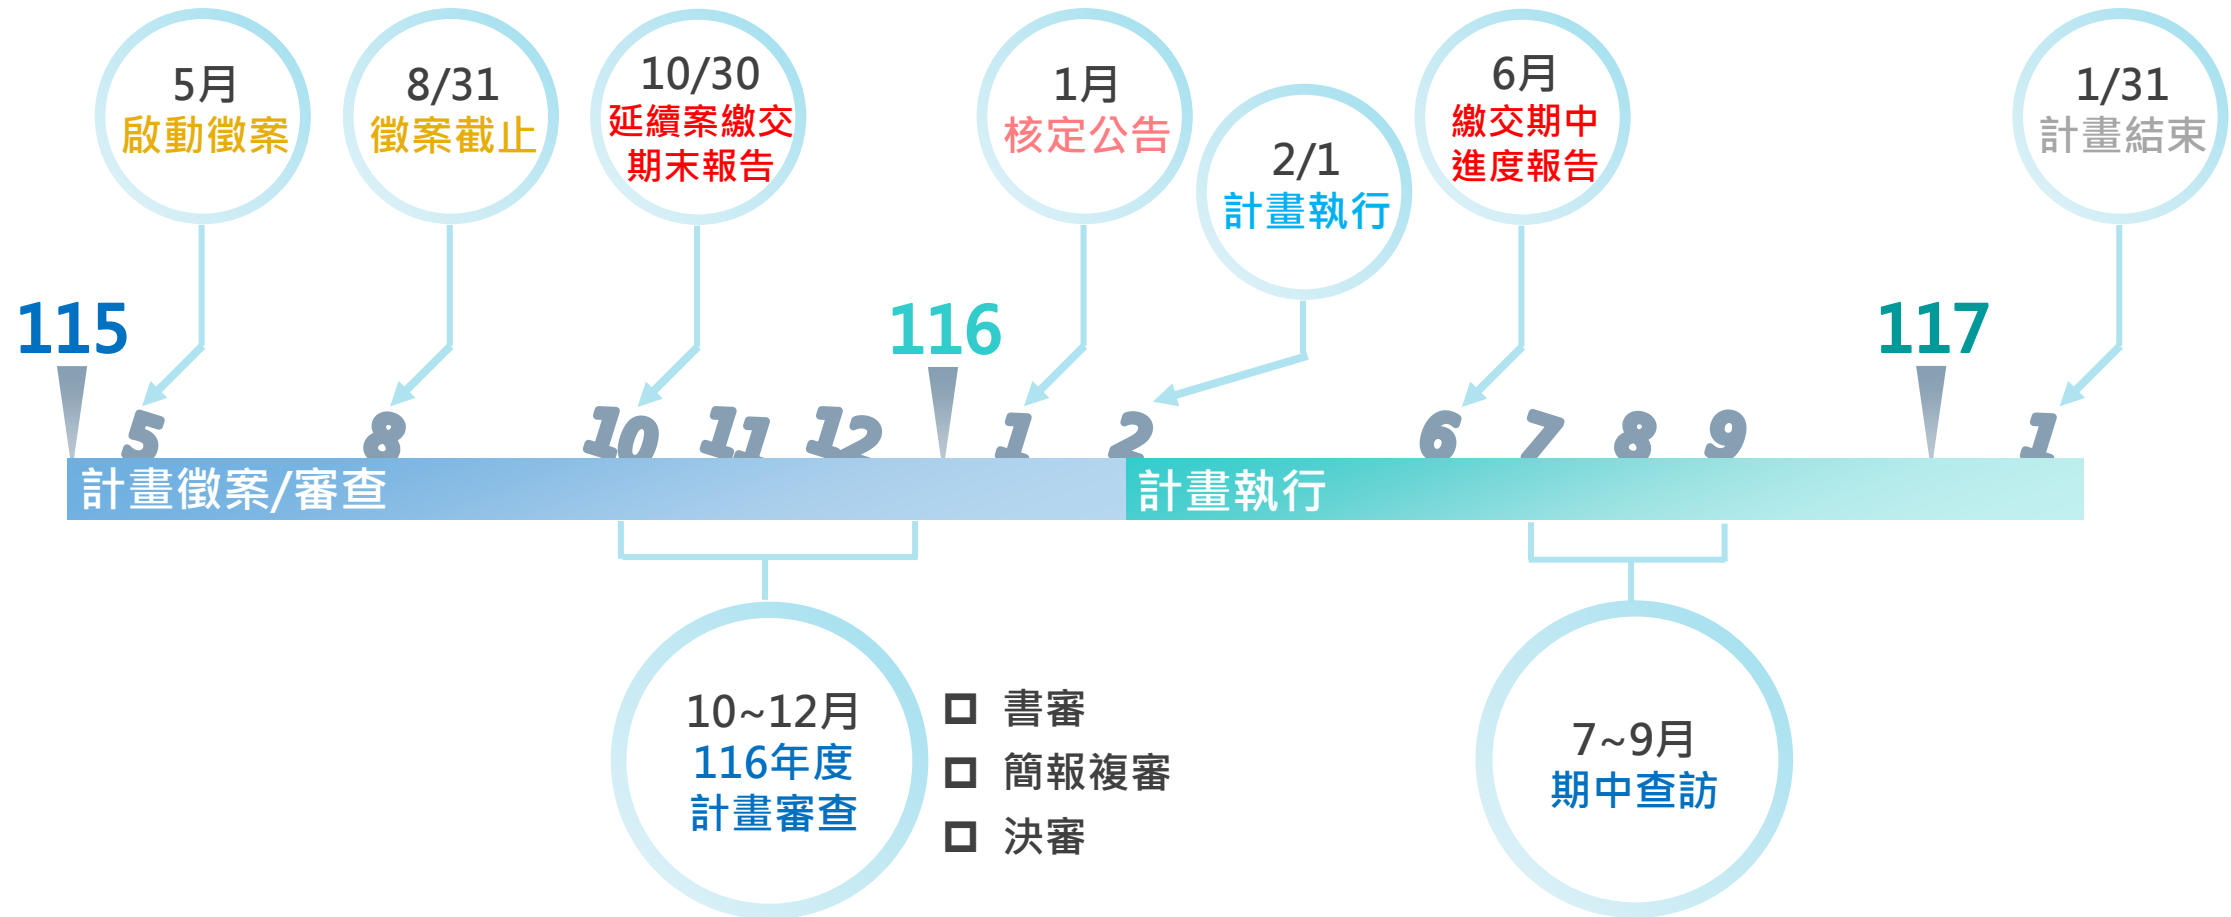 5月
啟動徵案
8/31
徵案截止
10/30
延續案繳交
期末報告
1月
核定公告
2/1
計畫執行
6月
繳交期中
進度報告
1/31
計畫結束
115
116
117
5
8
10
11
12
1
2
6
7
8
9
1
計畫徵案/審查
計畫執行
10~12月
116年度
計畫審查
書審
簡報複審
決審
7~9月
期中查訪